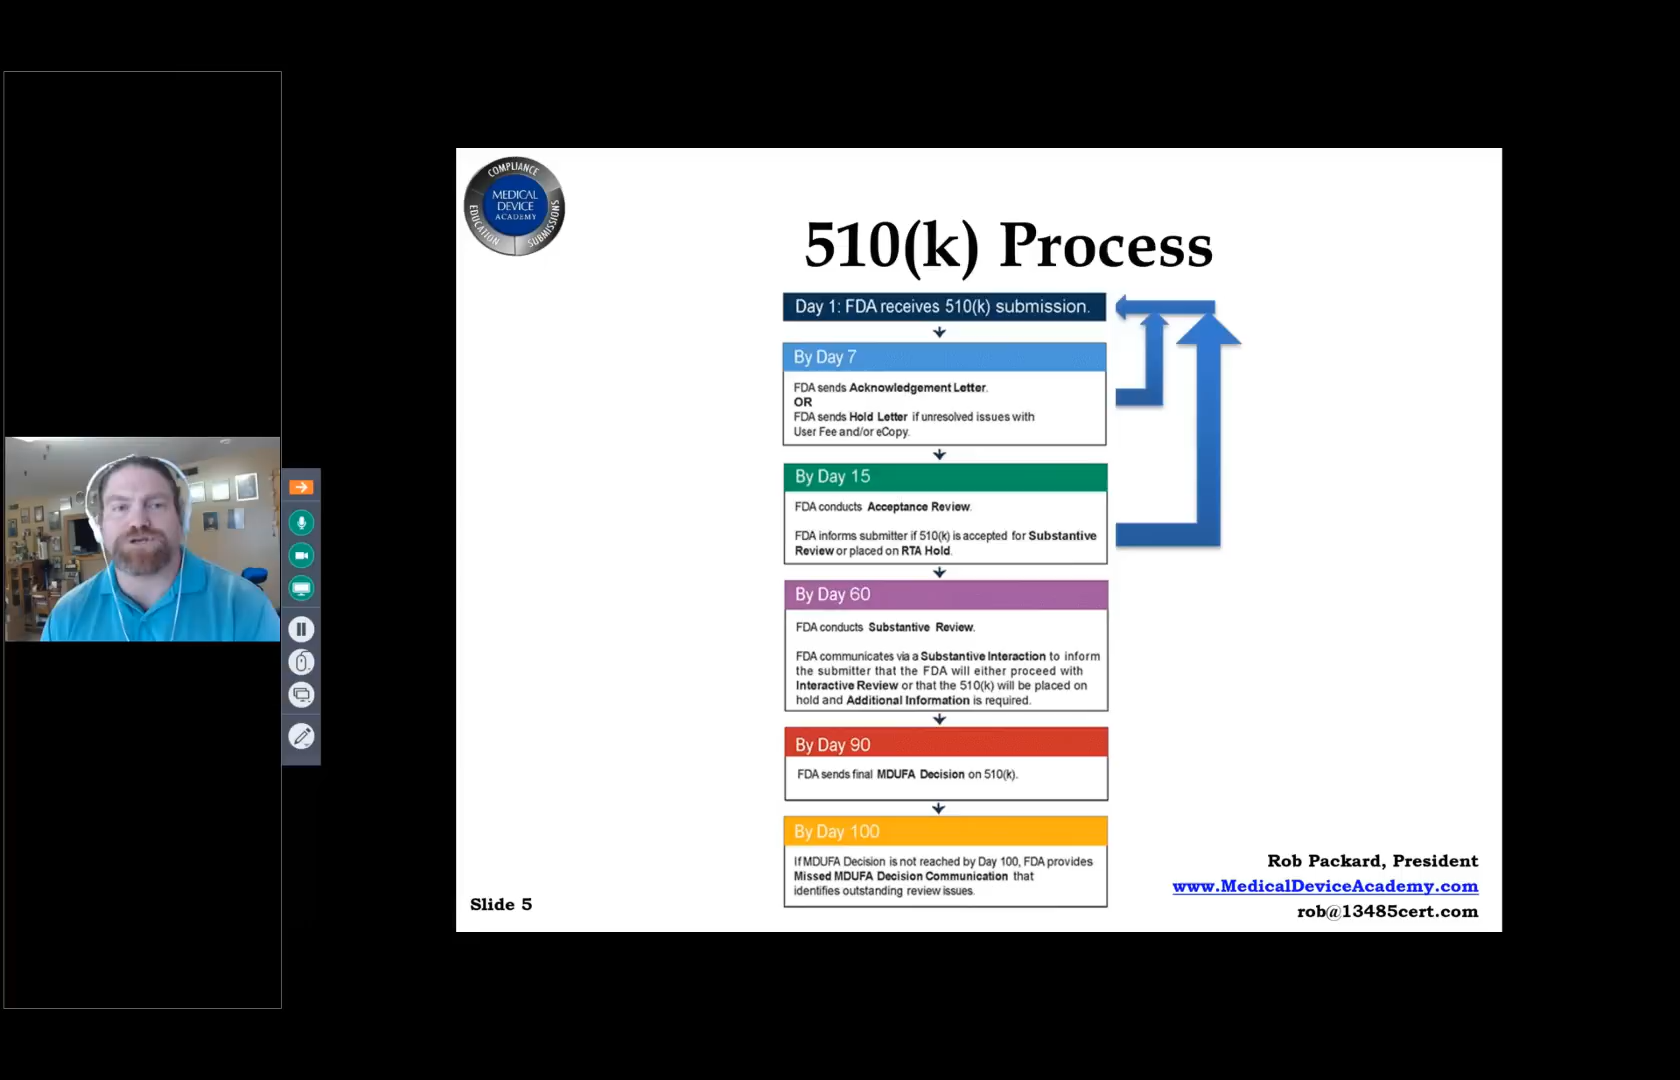 COMPLIANCE
EDUCATION
SUBMISSIONS
MEDICAL
DEVICE
ACADEMY
510(k) Process
Day 1: FDA receives 510(k) submission.
By Day 7
FDA sends Acknowledgement Letter.
OR
FDA sends Hold Letter if unresolved issues with
User Fee and/or eCopy.
By Day 15
FDA conducts Acceptance Review.
FDA informs submitter if 510(k) is accepted for Substantive
Review or placed on RTA Hold.
By Day 60
FDA conducts Substantive Review.
FDA communicates via a Substantive Interaction to inform
the submitter that the FDA will either proceed with
Interactive Review or that the 510(k) will be placed on
hold and Additional Information is required.
By Day 90
FDA sends final MDUFA Decision on 510(k).
By Day 100
If MDUFA Decision is not reached by Day 100, FDA provides
Missed MDUFA Decision Communication that
identifies outstanding review issues.
Slide 5
Rob Packard, President
www.MedicalDeviceAcademy.com
rob@13485cert.com